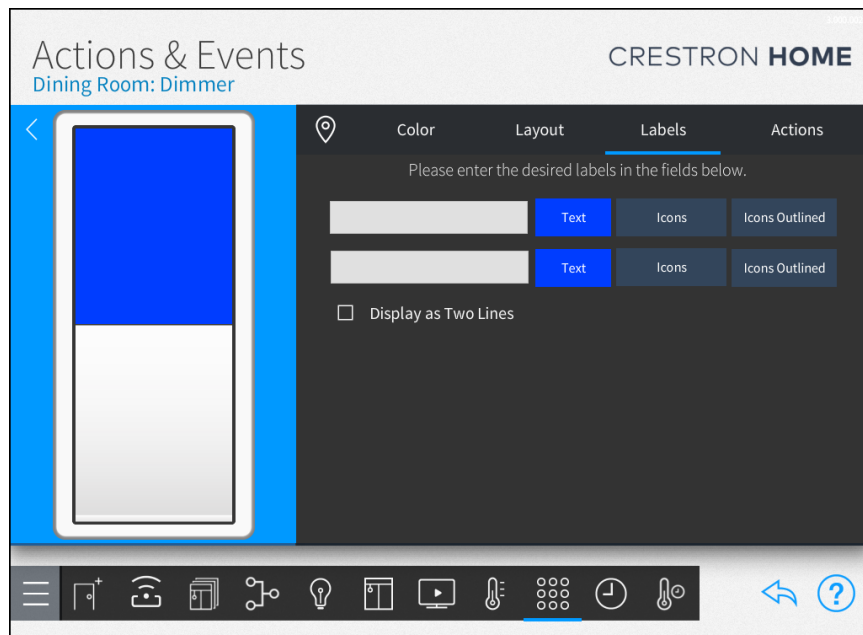 Actions & Events
Dining Room: Dimmer
CRESTRON HOME
Color Layout Labels Actions
Please enter the desired labels in the fields below.
Text Icons Icons Outlined
Text Icons Icons Outlined
Display as Two Lines
?